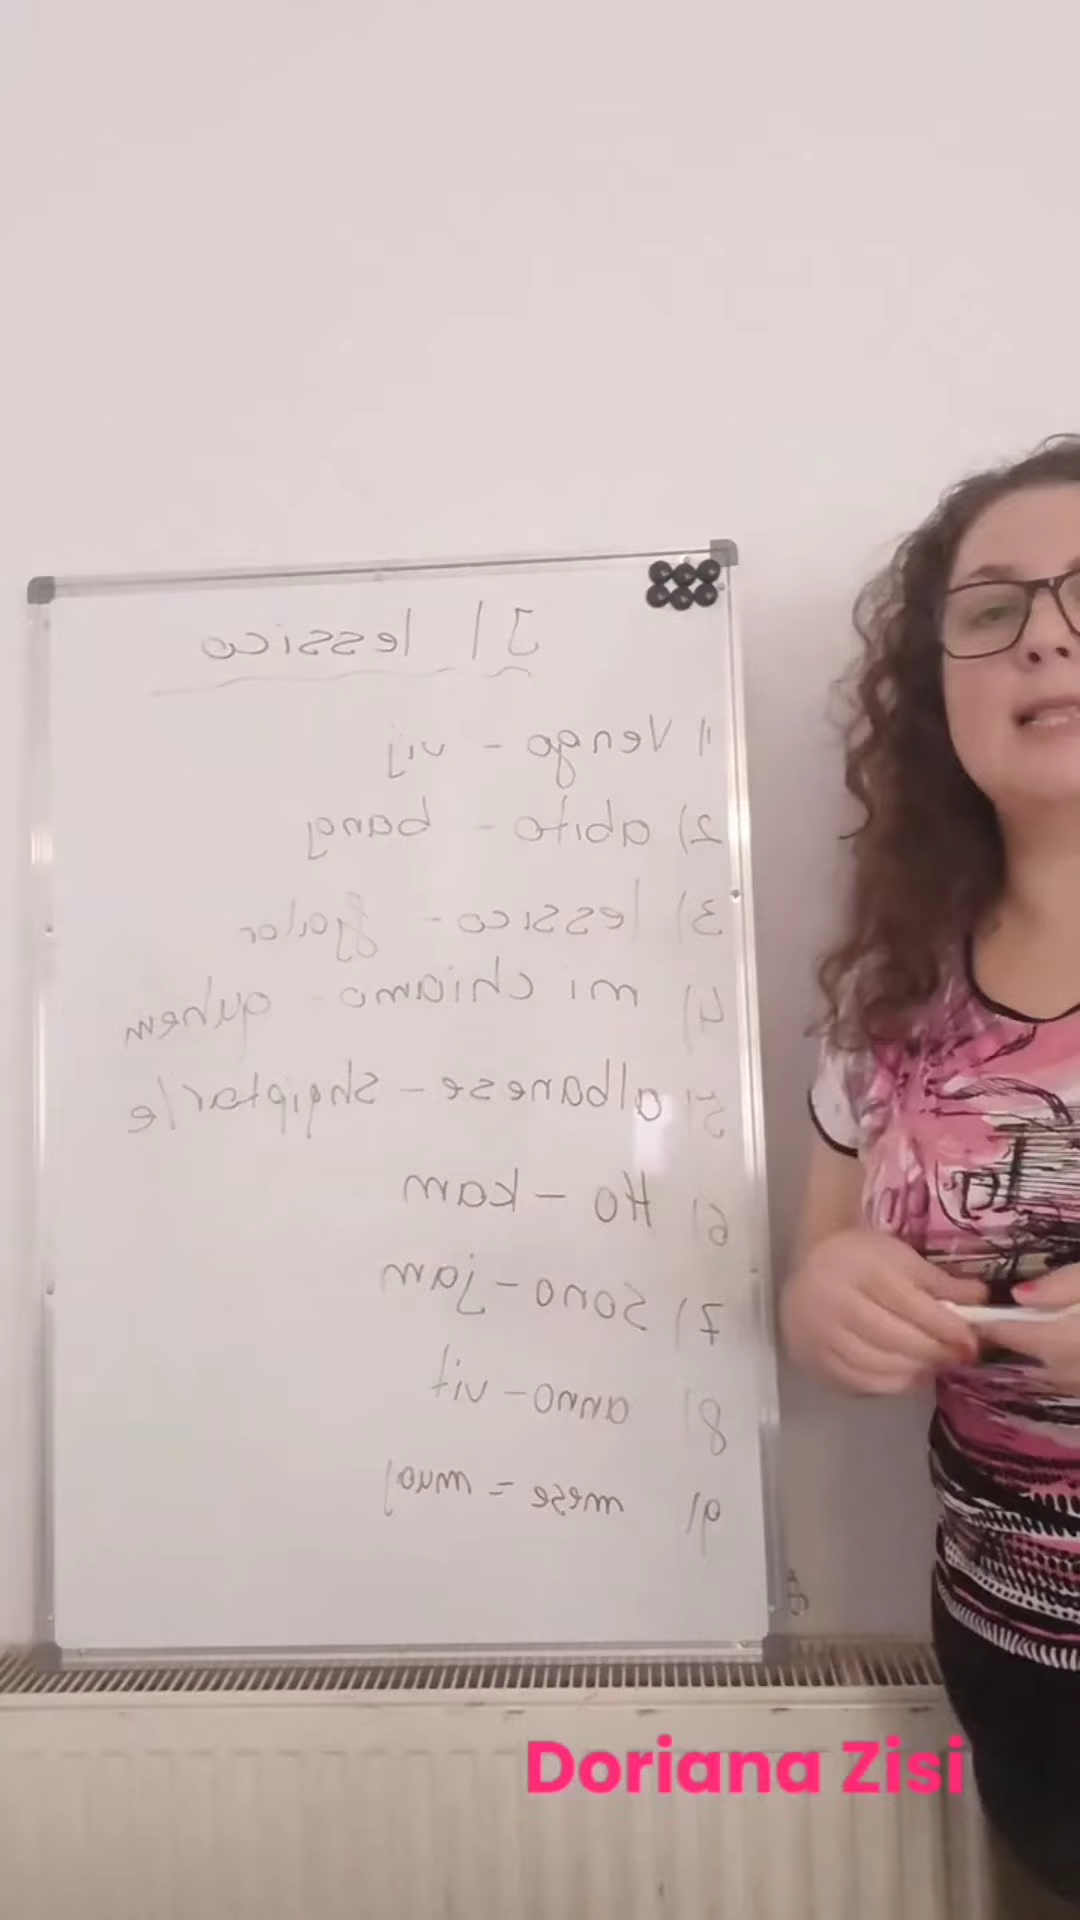 I) lessico
1) Vengo - vij
2) abito - banoj
3) lessico - fjalor
4) mi chiamo - quhem
5) albanese - shqiptar/e
6) Ho - kam
7) Sono - jam
8) anno - vit
9) mese = muaj
Doriana Zisi